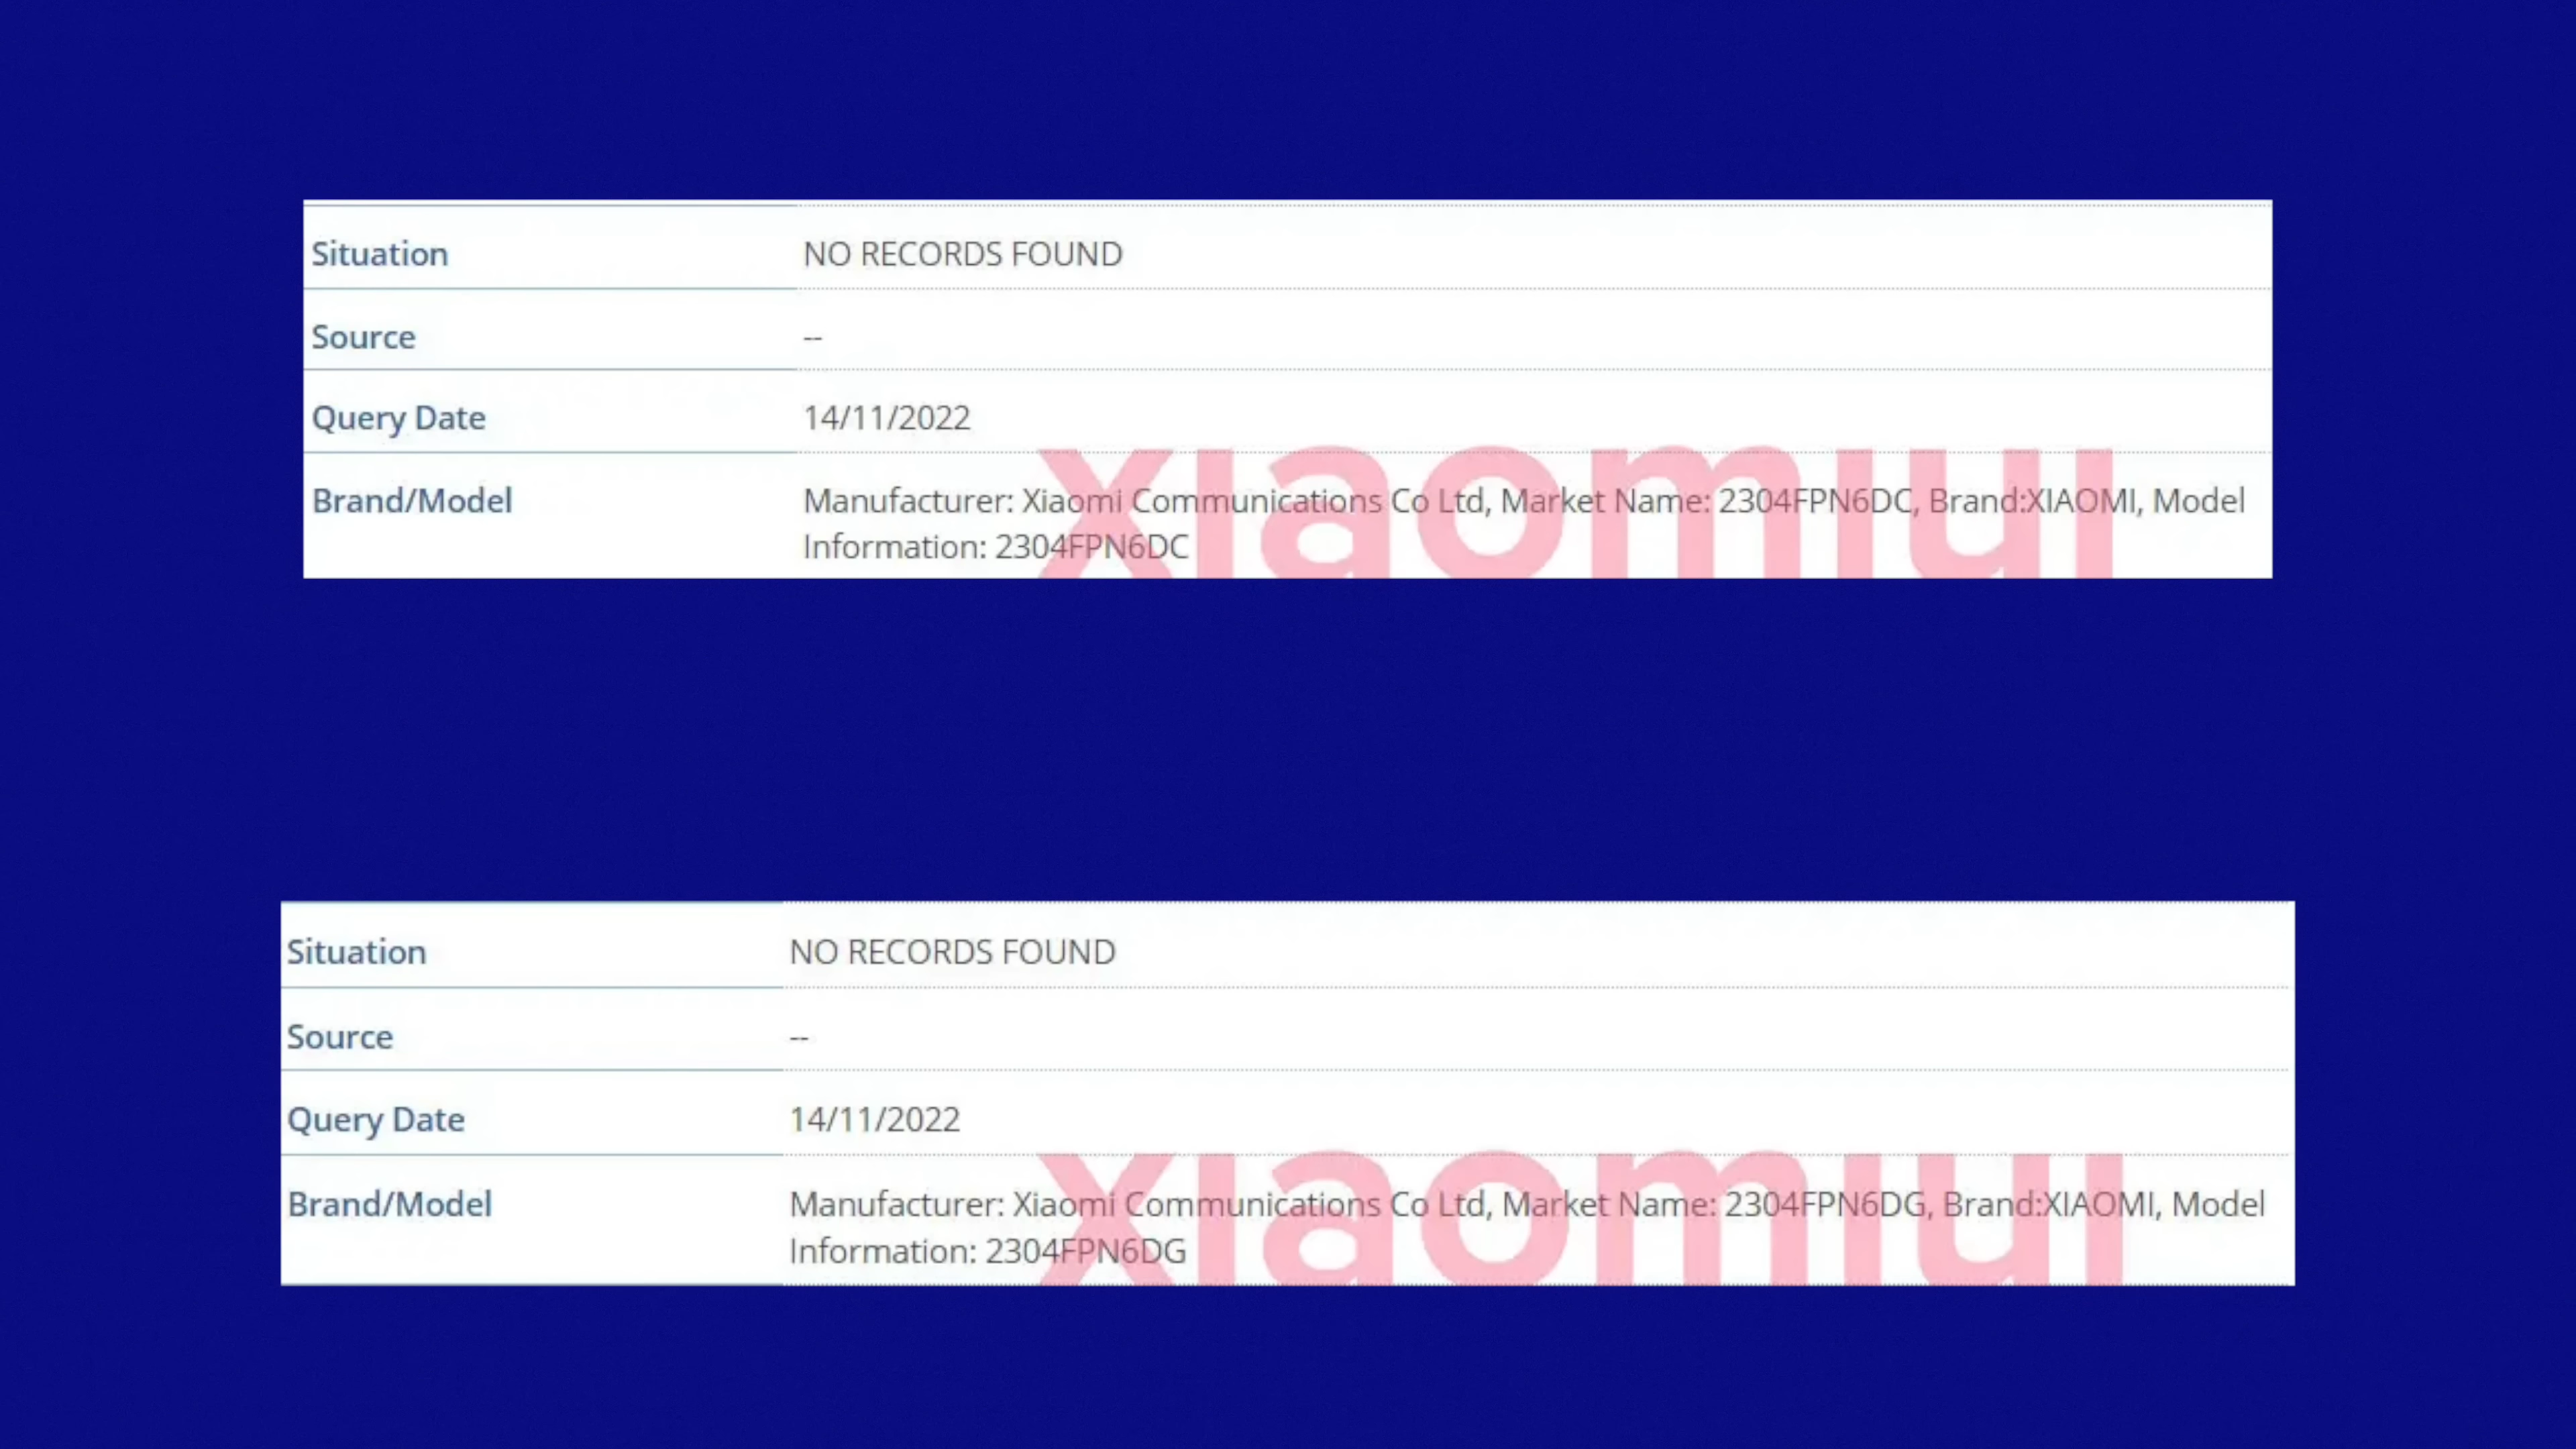 Situation NO RECORDS FOUND
Source --
Query Date 14/11/2022
Brand/Model Manufacturer: Xiaomi Communications Co Ltd, Market Name: 2304FPN6DC, Brand:XIAOMI, Model
Information: 2304FPN6DC
xiaomiui
Situation NO RECORDS FOUND
Source --
Query Date 14/11/2022
Brand/Model Manufacturer: Xiaomi Communications Co Ltd, Market Name: 2304FPN6DG, Brand:XIAOMI, Model
Information: 2304FPN6DG
xiaomiui